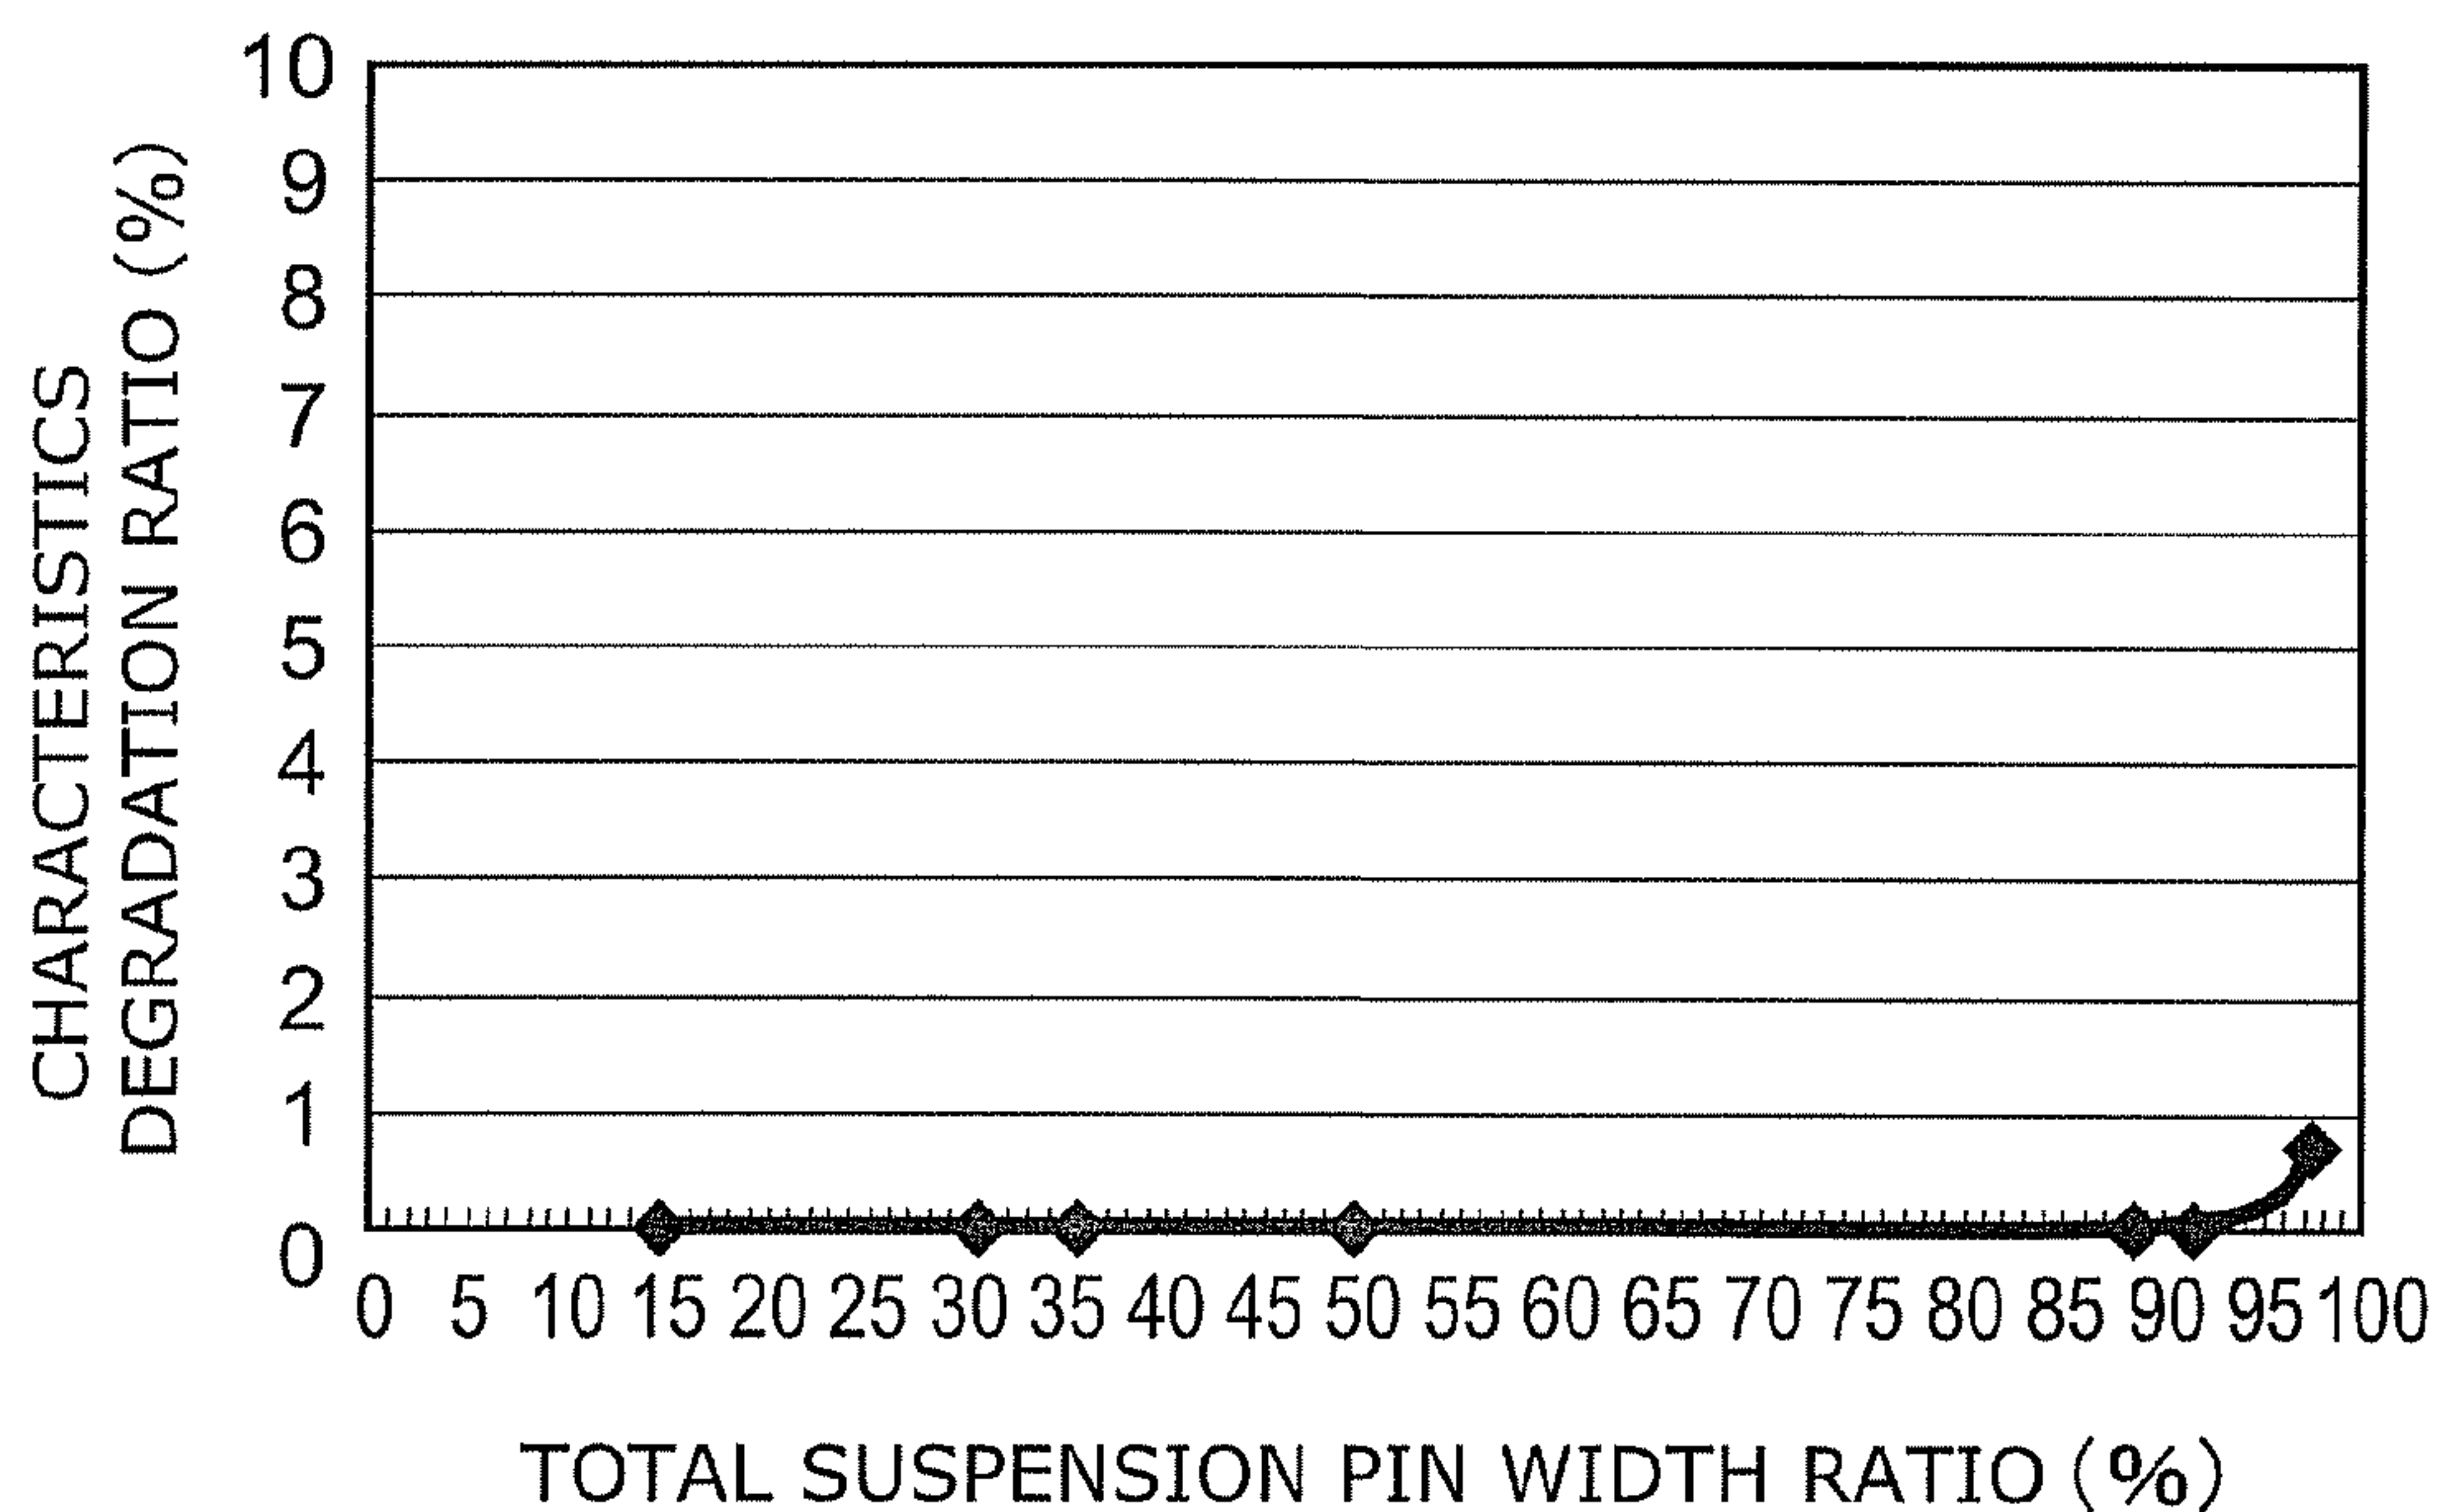 CHARACTERISTICS
DEGRADATION RATIO (%)
10
9
8
7
6
5
4
3
2
1
0
0 5 10 15 20 25 30 35 40 45 50 55 60 65 70 75 80 85 90 95 100
TOTAL SUSPENSION PIN WIDTH RATIO (%)